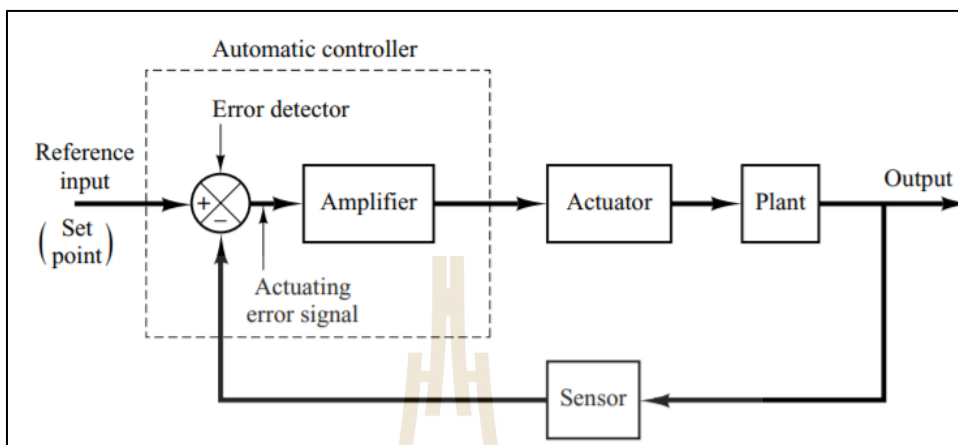 Automatic controller
Error detector
Reference
input
( Set
point )
+
−
Amplifier
Actuator
Plant
Output
Actuating
error signal
Sensor